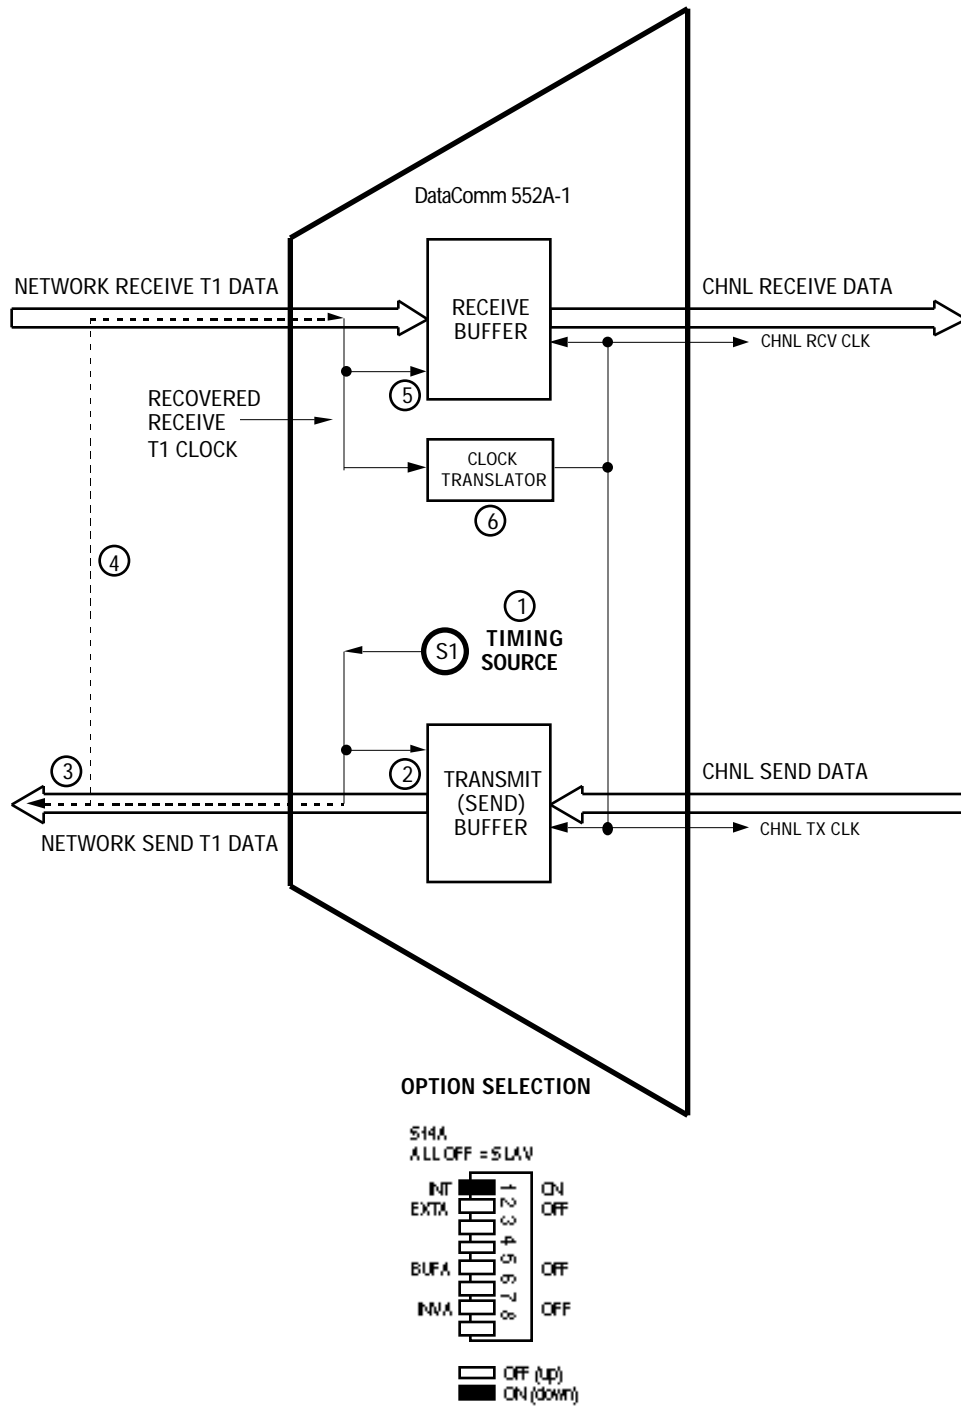 DataComm 552A-1
NETWORK RECEIVE T1 DATA
RECEIVE
BUFFER
CHNL RECEIVE DATA
CHNL RCV CLK
5
RECOVERED
RECEIVE
T1 CLOCK
CLOCK
TRANSLATOR
6
4
1
TIMING
SOURCE
S1
3
2
TRANSMIT
(SEND)
BUFFER
CHNL SEND DATA
CHNL TX CLK
NETWORK SEND T1 DATA
OPTION SELECTION
S14A
ALL OFF = SLAV
INT 1 ON
EXTA 2 OFF
3
4
BUFA 5 OFF
6
INVA 7 OFF
8
OFF (up)
ON (down)